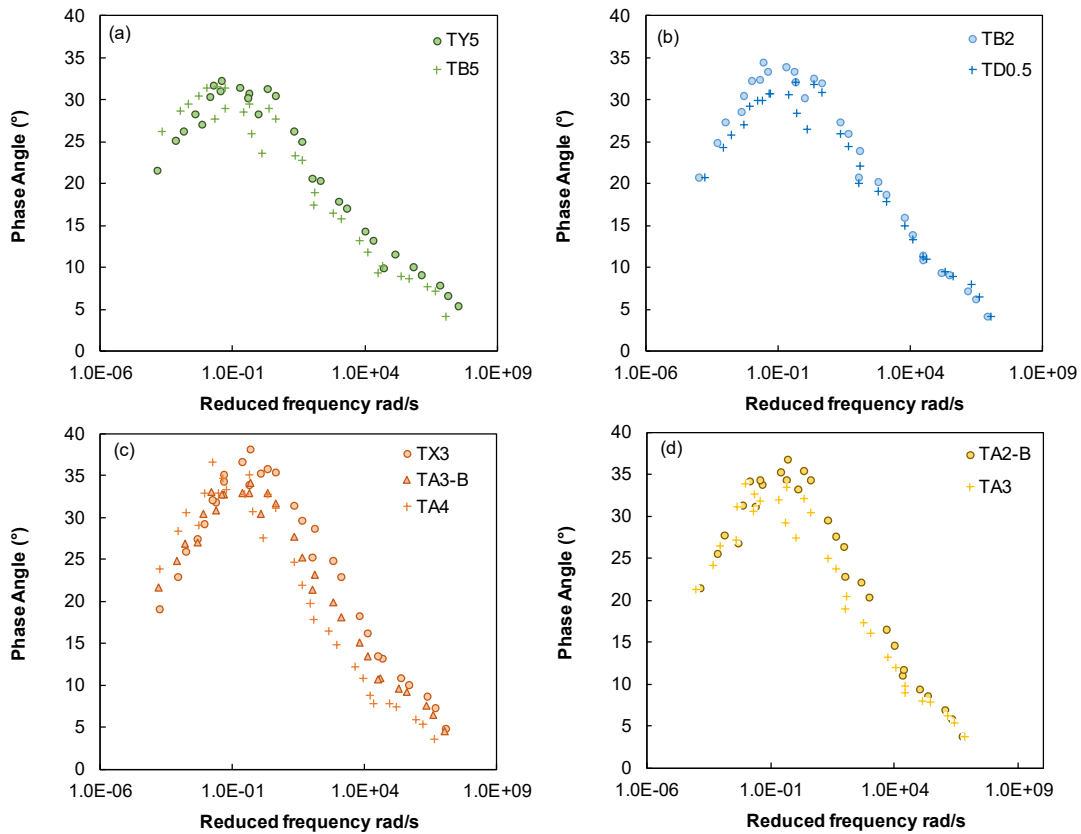 (a)
TY5
TB5
40
35
30
25
20
15
10
5
0
Phase Angle (°)
1.0E-06
1.0E-01
1.0E+04
1.0E+09
Reduced frequency rad/s
(b)
TB2
TD0.5
40
35
30
25
20
15
10
5
0
Phase Angle (°)
1.0E-06
1.0E-01
1.0E+04
1.0E+09
Reduced frequency rad/s
(c)
TX3
TA3-B
TA4
40
35
30
25
20
15
10
5
0
Phase Angle (°)
1.0E-06
1.0E-01
1.0E+04
1.0E+09
Reduced frequency rad/s
(d)
TA2-B
TA3
40
35
30
25
20
15
10
5
0
Phase Angle (°)
1.0E-06
1.0E-01
1.0E+04
1.0E+09
Reduced frequency rad/s